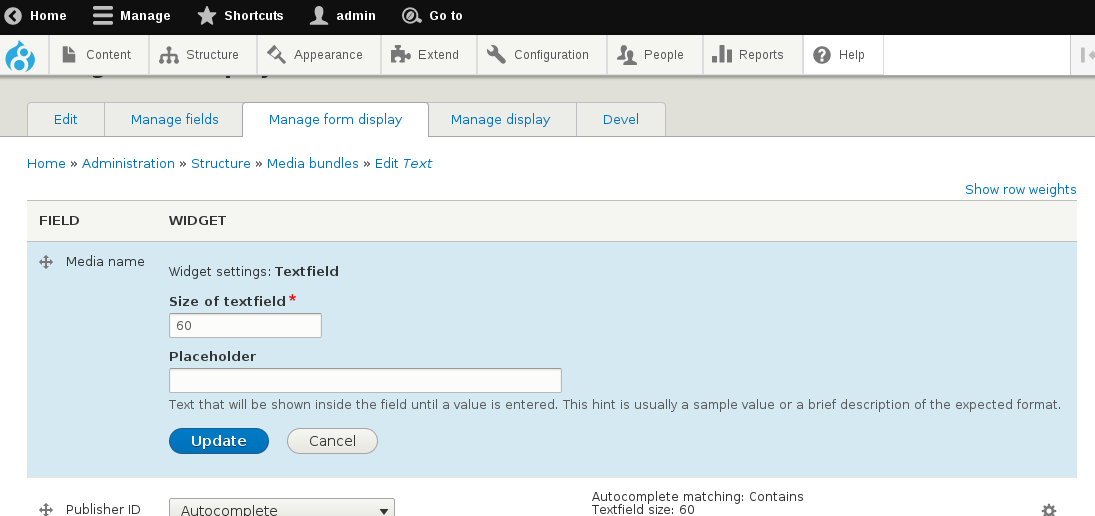 Home Manage Shortcuts admin Go to
Content Structure Appearance Extend Configuration People Reports Help
Edit Manage fields Manage form display Manage display Devel
Home » Administration » Structure » Media bundles » Edit Text
Show row weights
FIELD WIDGET
Media name
Widget settings: Textfield
Size of textfield*
60
Placeholder
Text that will be shown inside the field until a value is entered. This hint is usually a sample value or a brief description of the expected format.
Update Cancel
Publisher ID Autocomplete
Autocomplete matching: Contains
Textfield size: 60